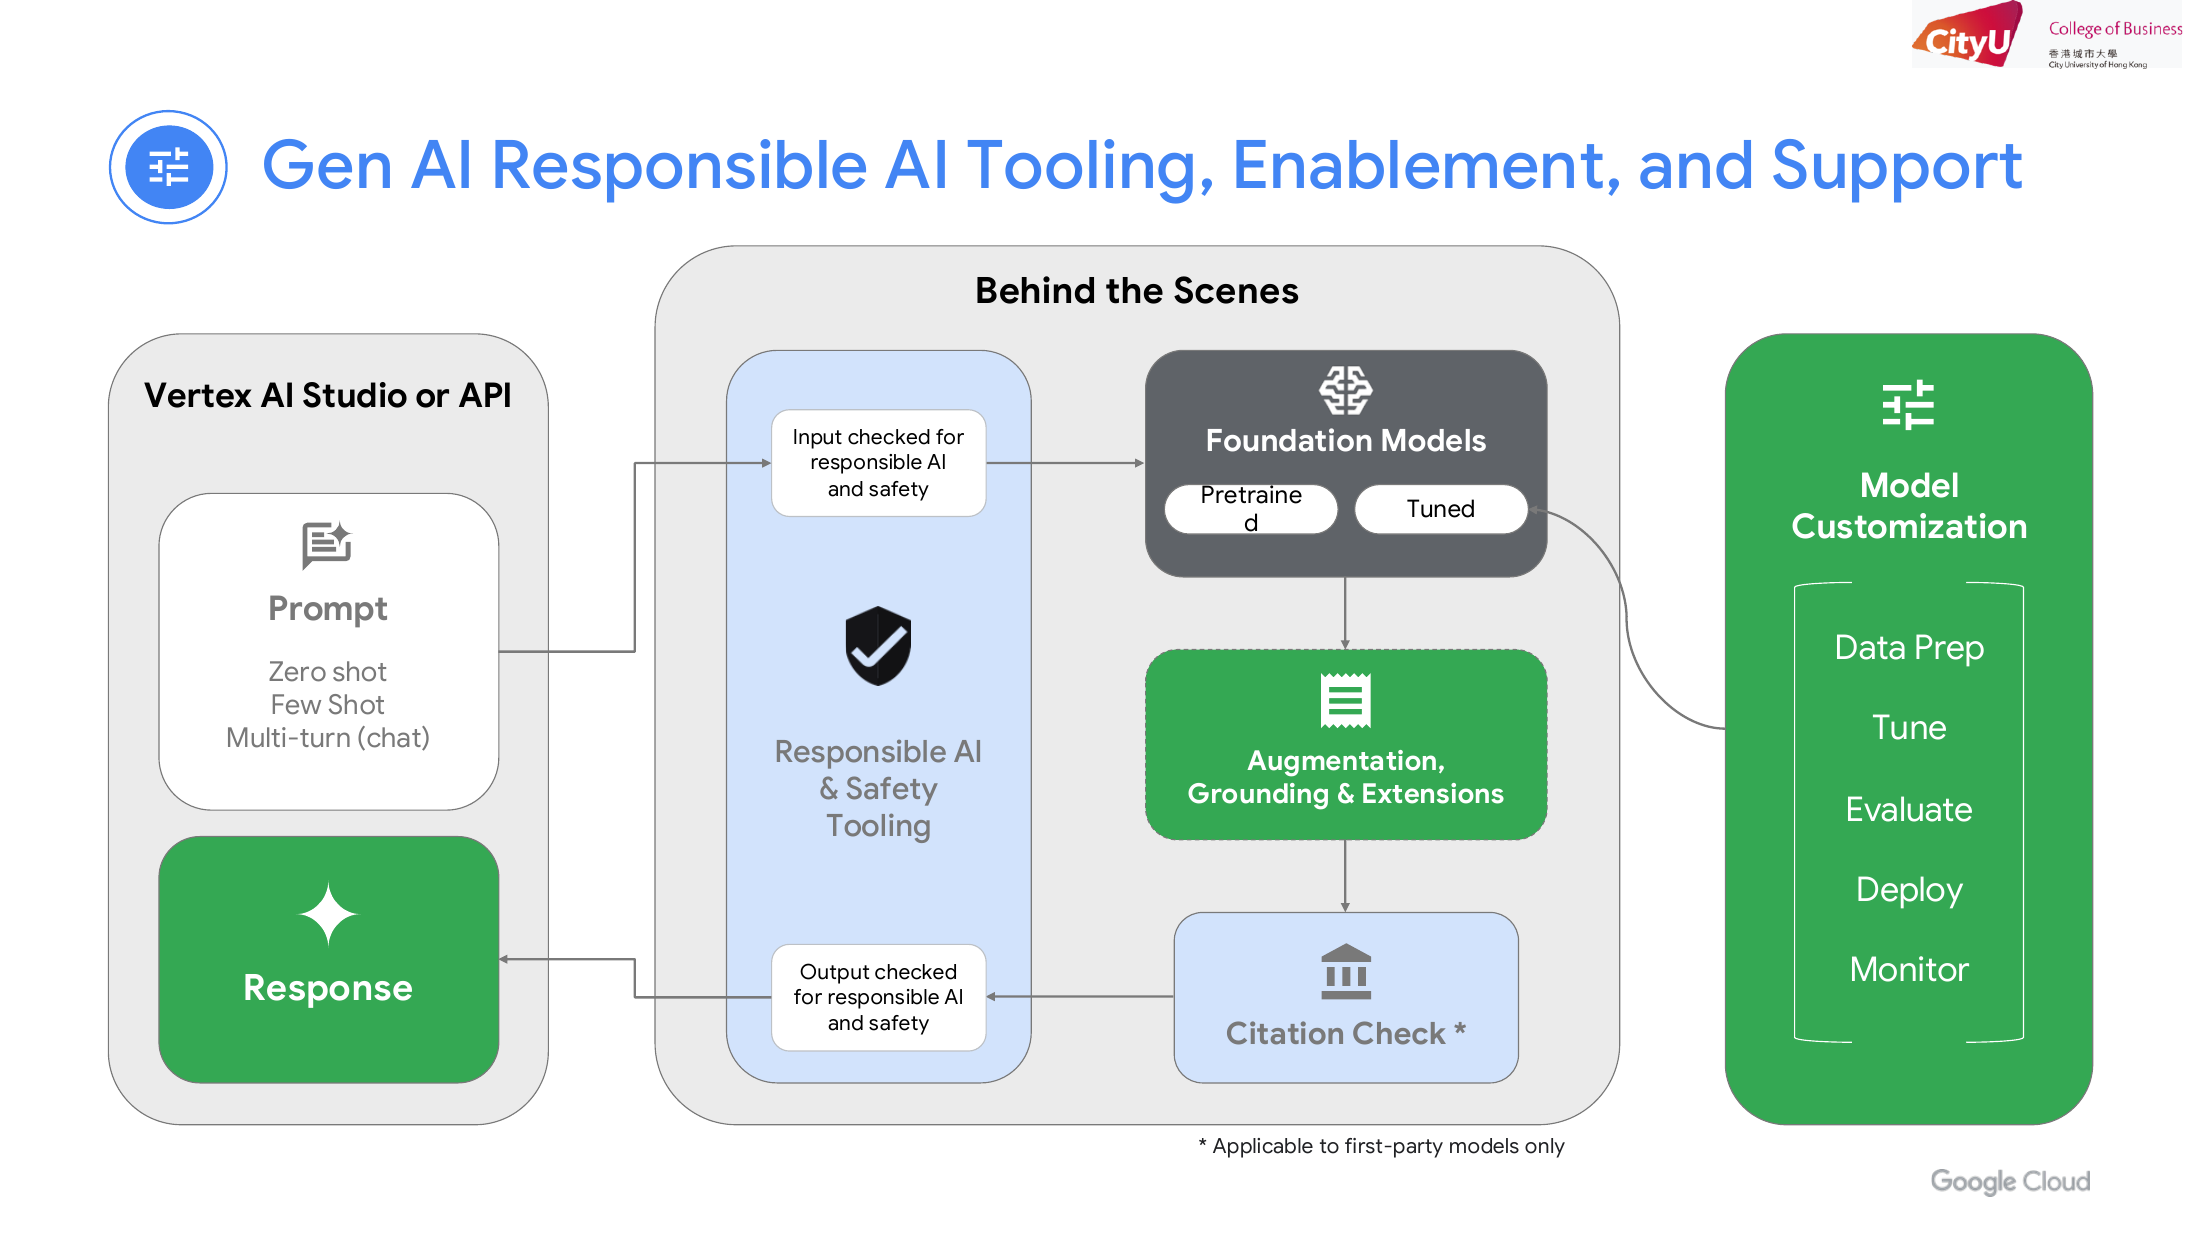 CityU
College of Business
香港城市大學
City University of Hong Kong
Gen AI Responsible AI Tooling, Enablement, and Support
Behind the Scenes
Vertex AI Studio or API
Prompt
Zero shot
Few Shot
Multi-turn (chat)
Response
Input checked for
responsible AI
and safety
Responsible AI
& Safety
Tooling
Output checked
for responsible AI
and safety
Foundation Models
Pretraine
d
Tuned
Augmentation,
Grounding & Extensions
Citation Check *
Model
Customization
Data Prep
Tune
Evaluate
Deploy
Monitor
* Applicable to first-party models only
Google Cloud